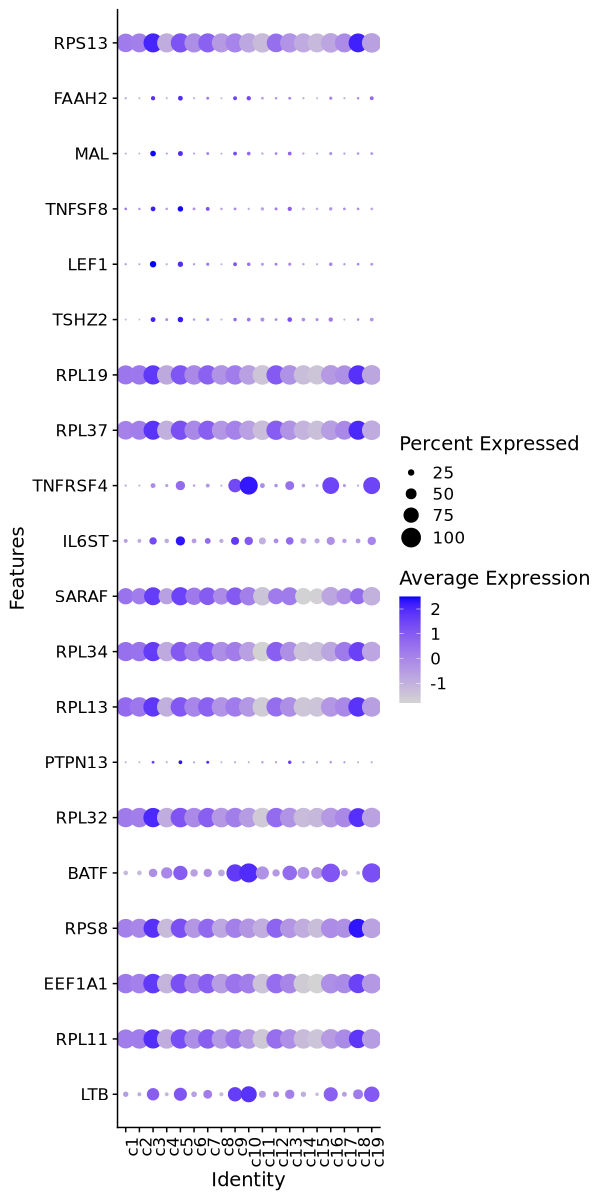 RPS13
FAAH2
MAL
TNFSF8
LEF1
TSHZ2
RPL19
RPL37
TNFRSF4
IL6ST
SARAF
RPL34
RPL13
PTPN13
RPL32
BATF
RPS8
EEF1A1
RPL11
LTB
Features
c1
c2
c3
c4
c5
c6
c7
c8
c9
c10
c11
c12
c13
c14
c15
c16
c17
c18
c19
Identity
Percent Expressed
25
50
75
100
Average Expression
2
1
0
-1